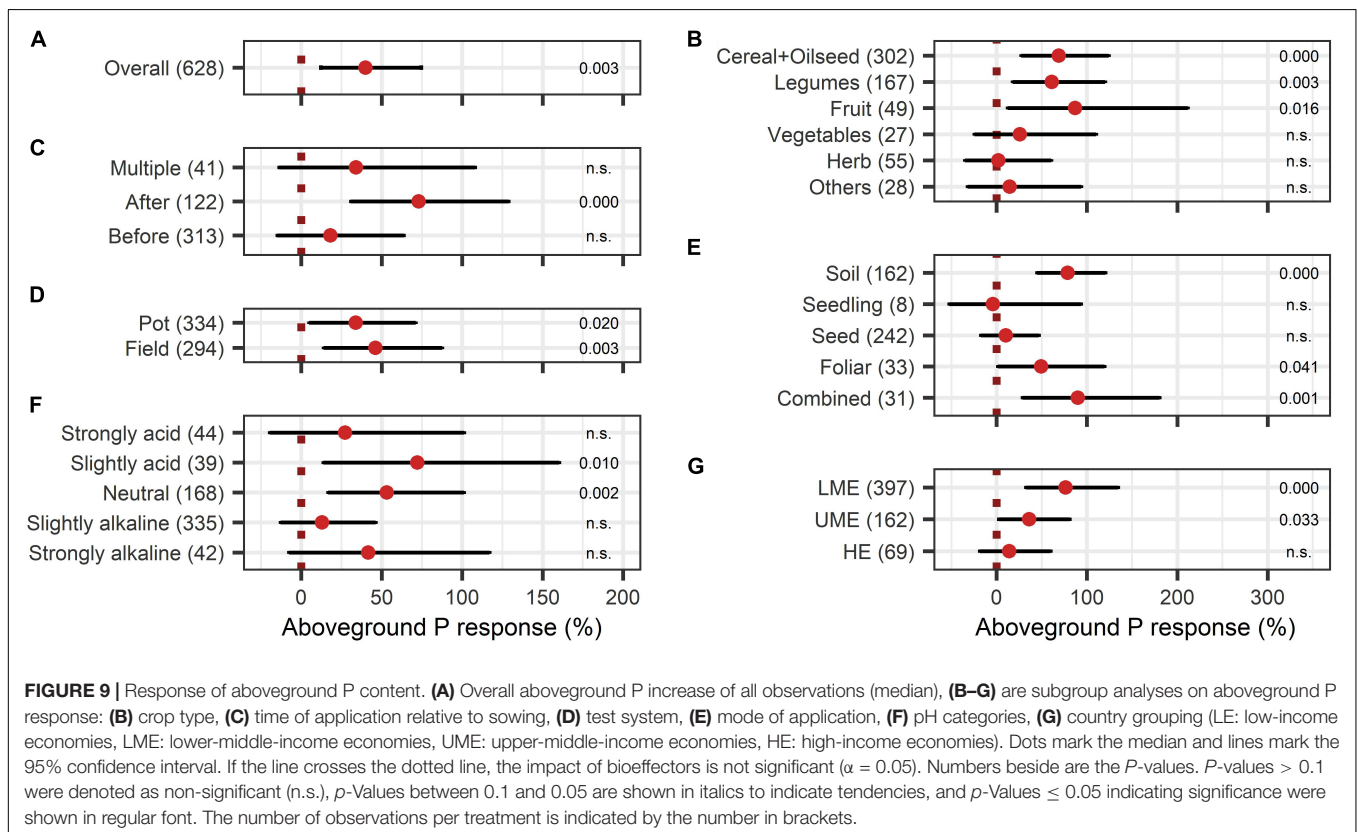 A
Overall (628)
0.003
C
Multiple (41)
n.s.
After (122)
0.000
Before (313)
n.s.
D
Pot (334)
0.020
Field (294)
0.003
F
Strongly acid (44)
n.s.
Slightly acid (39)
0.010
Neutral (168)
0.002
Slightly alkaline (335)
n.s.
Strongly alkaline (42)
n.s.
0 50 100 150 200
Aboveground P response (%)
B
Cereal+Oilseed (302)
0.000
Legumes (167)
0.003
Fruit (49)
0.016
Vegetables (27)
n.s.
Herb (55)
n.s.
Others (28)
n.s.
E
Soil (162)
0.000
Seedling (8)
n.s.
Seed (242)
n.s.
Foliar (33)
0.041
Combined (31)
0.001
G
LME (397)
0.000
UME (162)
0.033
HE (69)
n.s.
0 100 200 300
Aboveground P response (%)
FIGURE 9 | Response of aboveground P content. (A) Overall aboveground P increase of all observations (median), (B–G) are subgroup analyses on aboveground P
response: (B) crop type, (C) time of application relative to sowing, (D) test system, (E) mode of application, (F) pH categories, (G) country grouping (LE: low-income
economies, LME: lower-middle-income economies, UME: upper-middle-income economies, HE: high-income economies). Dots mark the median and lines mark the
95% confidence interval. If the line crosses the dotted line, the impact of bioeffectors is not significant (α = 0.05). Numbers beside are the P-values. P-values > 0.1
were denoted as non-significant (n.s.), p-Values between 0.1 and 0.05 are shown in italics to indicate tendencies, and p-Values ≤ 0.05 indicating significance were
shown in regular font. The number of observations per treatment is indicated by the number in brackets.